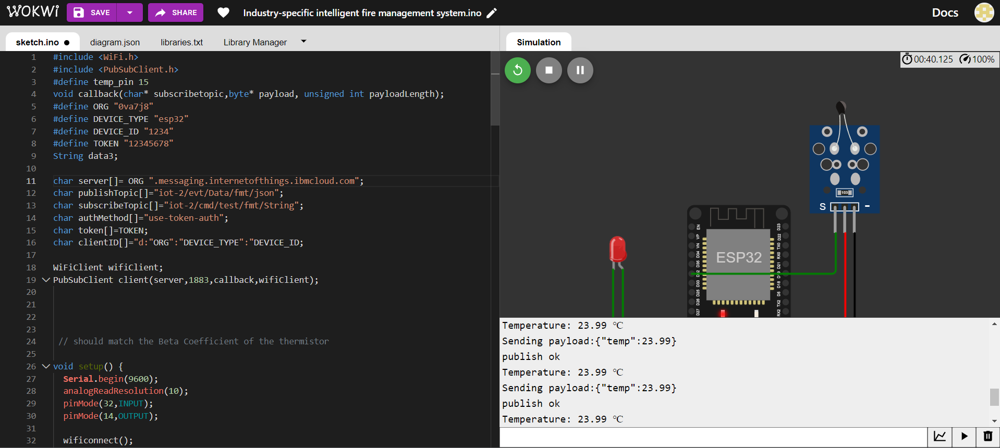 WOKWI SAVE SHARE Industry-specific intelligent fire management system.ino Docs
sketch.ino diagram.json libraries.txt Library Manager
1 #include <WiFi.h>
2 #include <PubSubClient.h>
3 #define temp_pin 15
4 void callback(char* subscribetopic,byte* payload, unsigned int payloadLength);
5 #define ORG "0va7j8"
6 #define DEVICE_TYPE "esp32"
7 #define DEVICE_ID "1234"
8 #define TOKEN "12345678"
9 String data3;
10
11 char server[]= ORG ".messaging.internetofthings.ibmcloud.com";
12 char publishTopic[]="iot-2/evt/Data/fmt/json";
13 char subscribeTopic[]="iot-2/cmd/test/fmt/String";
14 char authMethod[]="use-token-auth";
15 char token[]=TOKEN;
16 char clientID[]="d:"ORG":"DEVICE_TYPE":"DEVICE_ID;
17
18 WiFiClient wifiClient;
19 PubSubClient client(server,1883,callback,wifiClient);
20
21
22
23
24 // should match the Beta Coefficient of the thermistor
25
26 void setup() {
27 Serial.begin(9600);
28 analogReadResolution(10);
29 pinMode(32,INPUT);
30 pinMode(14,OUTPUT);
31
32 wificonnect();
Simulation
00:40.125 100%
103
S -
ESP32
EN
VP
VN
D34
D35
D32
D33
D25
D26
D27
D23
D22
TX0
RX0
D21
D19
D18
D5
TX2
RX2
Temperature: 23.99 ℃
Sending payload:{"temp":23.99}
publish ok
Temperature: 23.99 ℃
Sending payload:{"temp":23.99}
publish ok
Temperature: 23.99 ℃